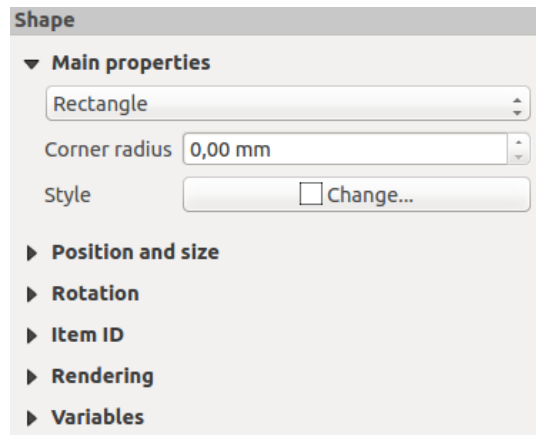 Shape
Main properties
Rectangle
Corner radius 0,00 mm
Style Change...
Position and size
Rotation
Item ID
Rendering
Variables